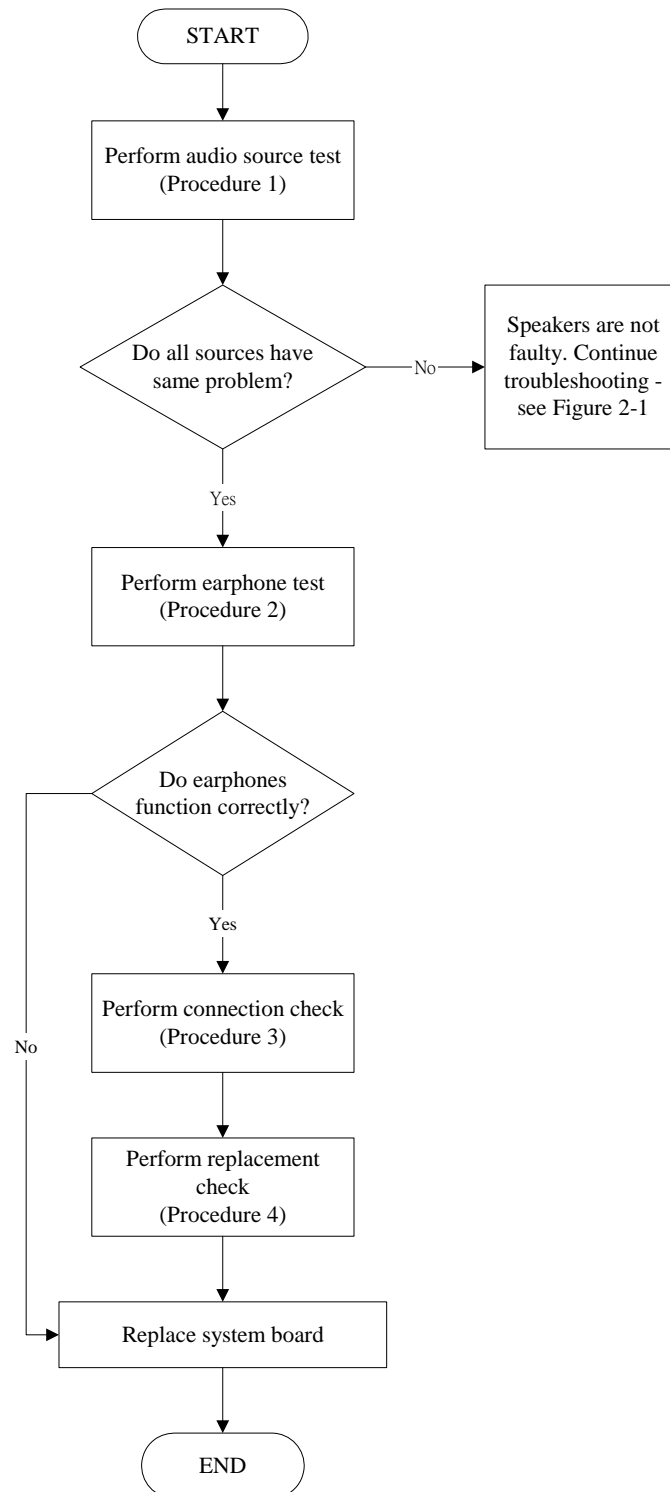 START
Perform audio source test
(Procedure 1)
Do all sources have
same problem?
No
Speakers are not
faulty. Continue
troubleshooting -
see Figure 2-1
Yes
Perform earphone test
(Procedure 2)
Do earphones
function correctly?
Yes
Perform connection check
(Procedure 3)
No
Perform replacement
check
(Procedure 4)
Replace system board
END